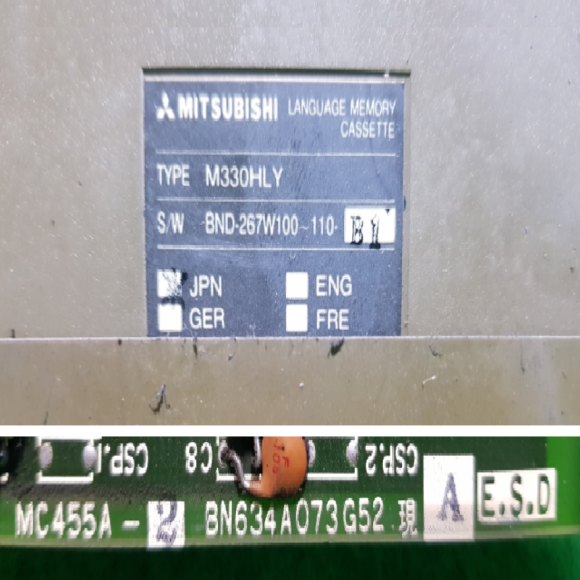 MITSUBISHI LANGUAGE MEMORY CASSETTE
TYPE M330HLY
S/W BND-267W100~110-B1
JPN ENG
GER FRE
CSP.1 C8 CSP.2
MC455A- BN634A073G52 現 A E.S.D